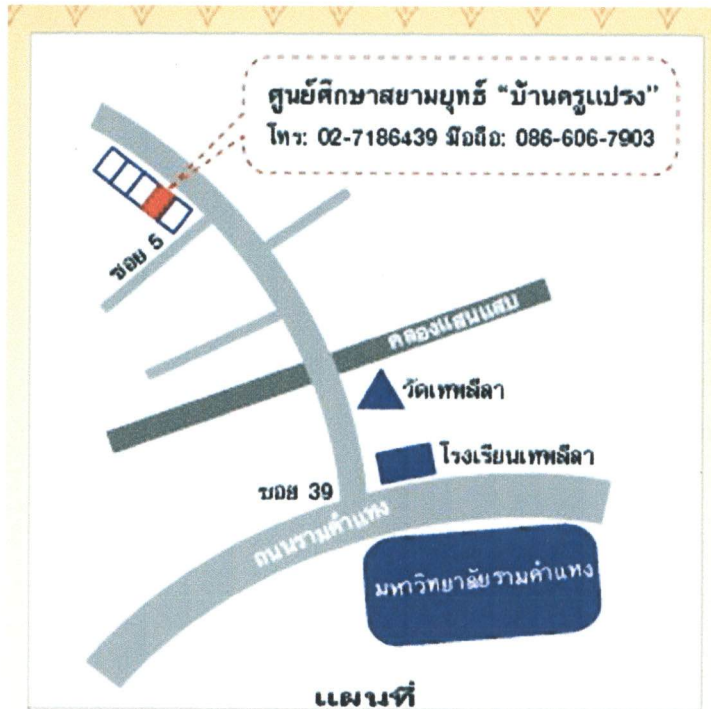 ศูนย์ศึกษาสยามยุทธ์ "บ้านครูแปรง"
โทร: 02-7186439 มือถือ: 086-606-7903
ซอย 5
คลองแสนแสบ
วัดเทพลีลา
โรงเรียนเทพลีลา
ซอย 39
ถนนรามคำแหง
มหาวิทยาลัยรามคำแหง
แผนที่